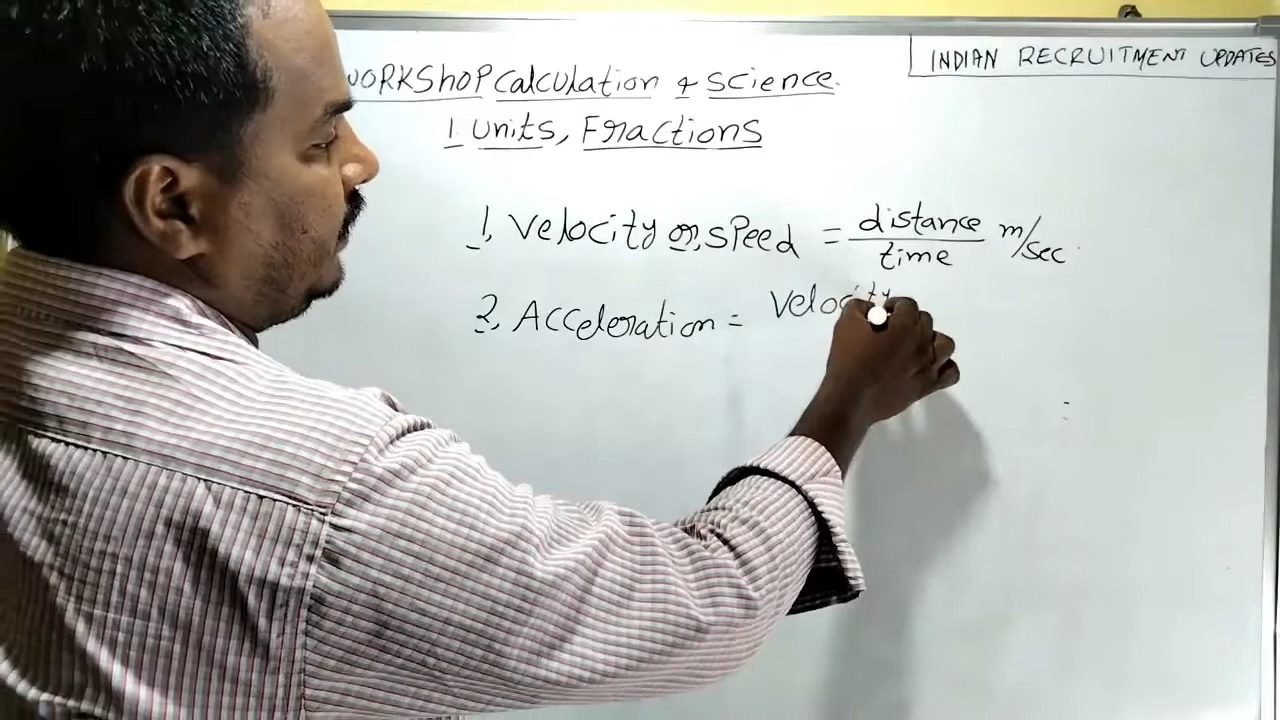 INDIAN RECRUITMENT UPDATES
WORKSHOP Calculation & Science.
1. Units, Fractions
1. Velocity or, speed = distance / time m/sec
2. Acceleration = Velocity